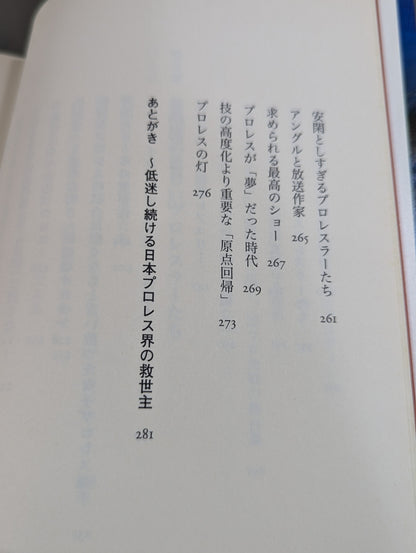 安閑としすぎるプロレスラーたち 261
アングルと放送作家 265
求められる最高のショー 267
プロレスが「夢」だった時代 269
技の高度化より重要な「原点回帰」 273
プロレスの灯 276
あとがき ～低迷し続ける日本プロレス界の救世主 281